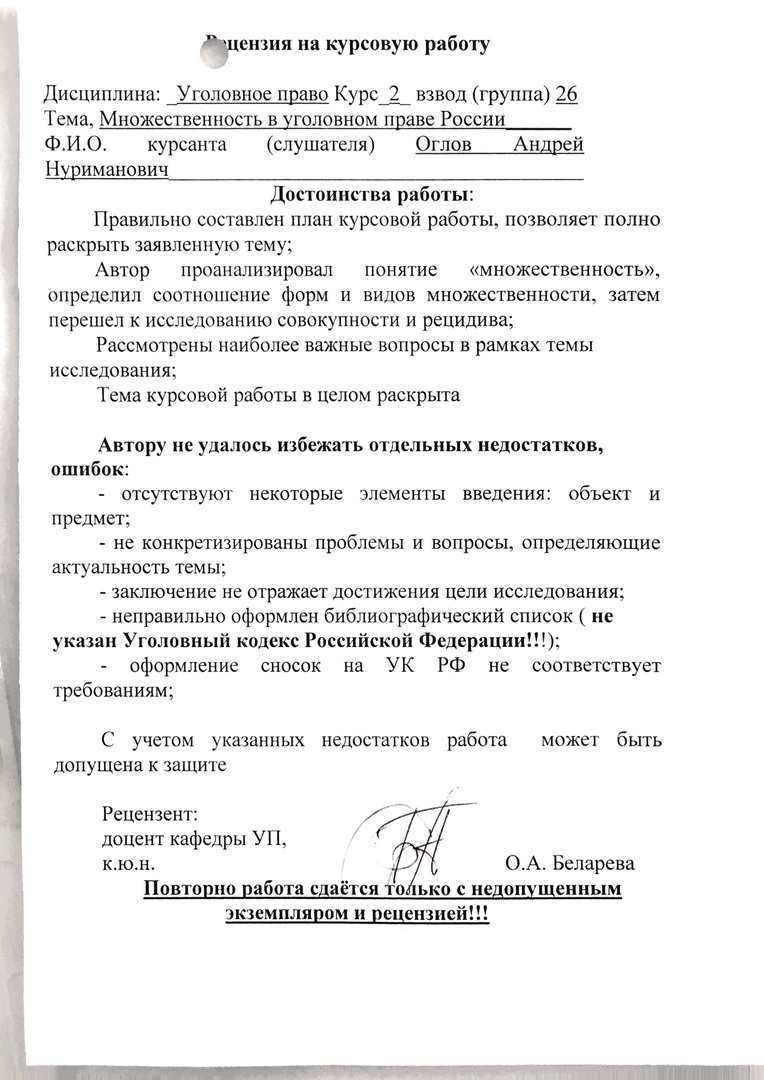 Рецензия на курсовую работу
Дисциплина: _Уголовное право Курс_2_ взвод (группа) 26
Тема, Множественность в уголовном праве России______
Ф.И.О. курсанта (слушателя) Оглов Андрей
Нуриманович
Достоинства работы:
Правильно составлен план курсовой работы, позволяет полно
раскрыть заявленную тему;
Автор проанализировал понятие «множественность»,
определил соотношение форм и видов множественности, затем
перешел к исследованию совокупности и рецидива;
Рассмотрены наиболее важные вопросы в рамках темы
исследования;
Тема курсовой работы в целом раскрыта
Автору не удалось избежать отдельных недостатков,
ошибок:
- отсутствуют некоторые элементы введения: объект и
предмет;
- не конкретизированы проблемы и вопросы, определяющие
актуальность темы;
- заключение не отражает достижения цели исследования;
- неправильно оформлен библиографический список ( не
указан Уголовный кодекс Российской Федерации!!!);
- оформление сносок на УК РФ не соответствует
требованиям;
С учетом указанных недостатков работа может быть
допущена к защите
Рецензент:
доцент кафедры УП,
к.ю.н. О.А. Беларева
Повторно работа сдаётся только с недопущенным
экземпляром и рецензией!!!